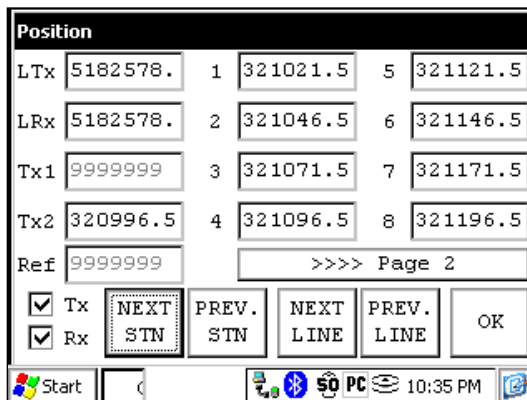 Position
LTx 5182578. 1 321021.5 5 321121.5
LRx 5182578. 2 321046.5 6 321146.5
Tx1 9999999 3 321071.5 7 321171.5
Tx2 320996.5 4 321096.5 8 321196.5
Ref 9999999 >>>> Page 2
Tx NEXT STN PREV. STN NEXT LINE PREV. LINE OK
Rx
Start PC 10:35 PM